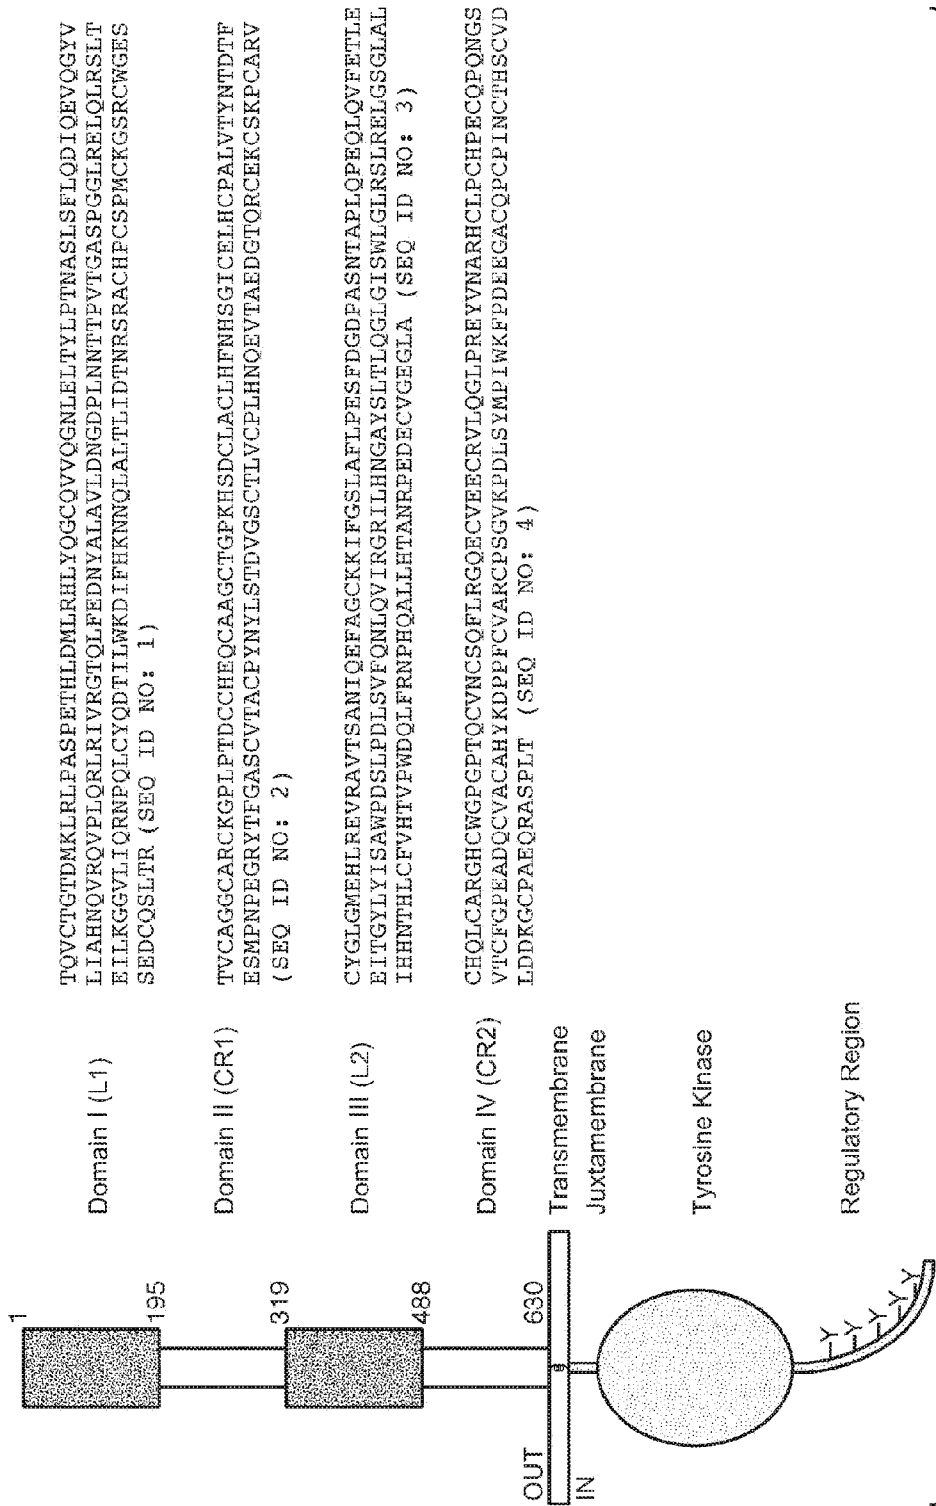 1
Domain I (L1)
TQVCTGTDMKLRLPASPETHLDMLRHLYQGCQVVQGNLELTYLPTNASLSFLQDIQEVQGYV
LIAHNQVRQVPLQRLRIVRGTQLFEDNYALAVLDNGDPLNNTTPVTGASPGGLRELQLRSLT
EILKGGVLIQRNPQLCYQDTILWKDIFHKNNQLALTLIDTNRSRACHPCSPMCKGSRCWGES
SEDCQSLTR (SEQ ID NO: 1)
195
Domain II (CR1)
TVCAGGCARCKGPLPTDCCHEQCAAGCTGPKHSDCLACLHFNHSGICELHCPALVTYNTDTF
ESMPNPEGRYTFGASCVTACPYNYLSTDVGSCTLVCPLHNQEVTAEDGTQRCEKCSKPCARV
(SEQ ID NO: 2)
319
Domain III (L2)
CYGLGMEHLREVRAVTSANIQEFAGCKKIFGSLAFLPESFDGDPASNTAPLQPEQLQVFETLE
EITGYLYISAWPDSLPDLSVFQNLQVIRGRILHNGAYSLTLQGLGISWLGLRSLRELGSGLAL
IHHNTHLCFVHTVPWDQLFRNPHQALLHTANRPEDECVGEGLA (SEQ ID NO: 3)
488
Domain IV (CR2)
CHQLCARGHCWGPGPTQCVNCSQFLRGQECVEECRVLQGLPREYVNARHCLPCHPECQPQNGS
VTCFGPEADQCVACAHYKDPPFCVARCPSGVKPDLSYMPIWKFPDEEGACQPCPINCTHSCVD
LDDKGCPAEQRASPLT (SEQ ID NO: 4)
630
OUT
Transmembrane
IN
Juxtamembrane
Tyrosine Kinase
Regulatory Region
Y
Y
Y
Y
Y